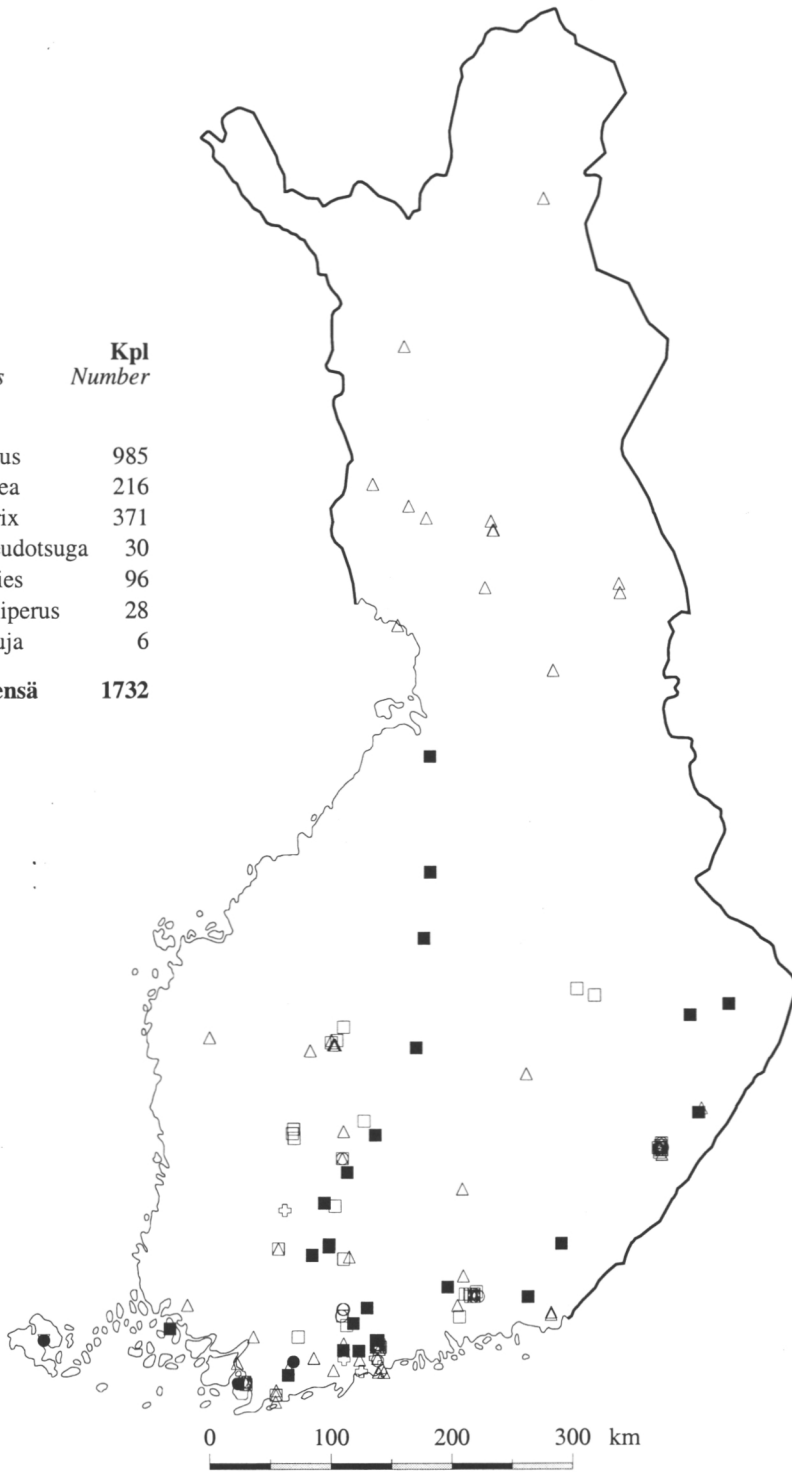 Kpl
s Number
us 985
ea 216
ix 371
udotsuga 30
ies 96
iperus 28
uja 6
ensä 1732
0 100 200 300 km